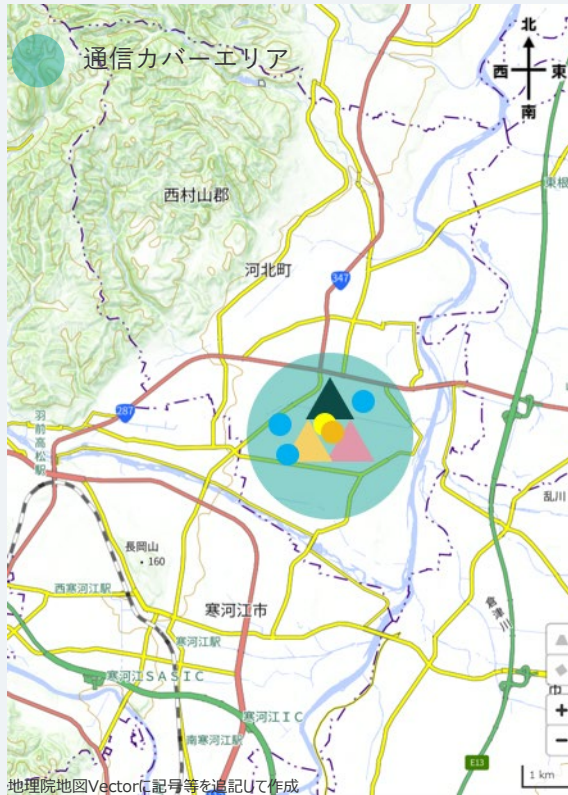 通信カバーエリア
北
西
東
南
東根
西村山郡
河北町
347
287
羽前高松駅
乱川
長岡山
・160
倉津川
西寒河江駅
寒河江市
寒河江駅
寒河江SASIC
寒河江IC
南寒河江駅
E13
1 km
地理院地図Vectorに記号等を追記して作成